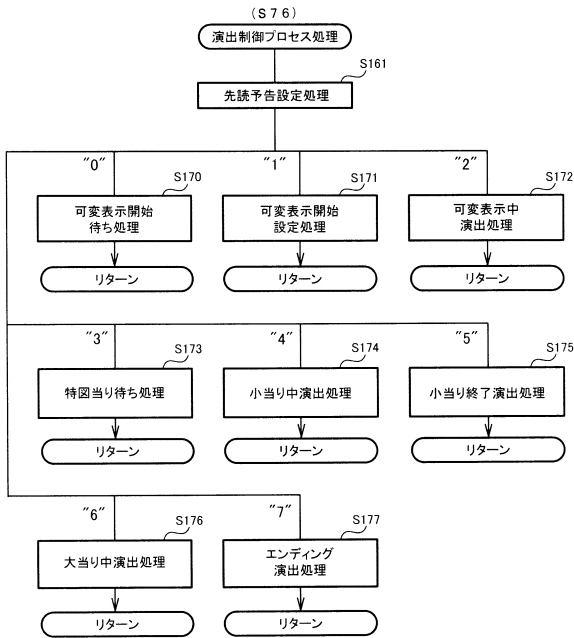 (S76)
演出制御プロセス処理
S161
先読予告設定処理
"0"
"1"
"2"
S170
S171
S172
可変表示開始
待ち処理
可変表示開始
設定処理
可変表示中
演出処理
リターン
リターン
リターン
"3"
"4"
"5"
S173
S174
S175
特図当り待ち処理
小当り中演出処理
小当り終了演出処理
リターン
リターン
リターン
"6"
"7"
S176
S177
大当り中演出処理
エンディング
演出処理
リターン
リターン